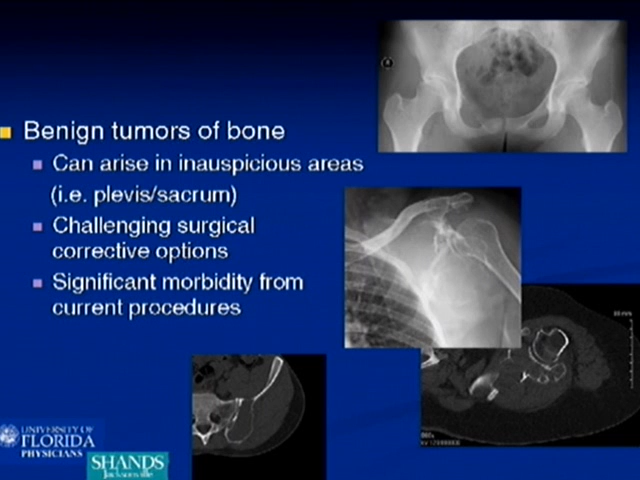 Benign tumors of bone
Can arise in inauspicious areas
(i.e. plevis/sacrum)
Challenging surgical
corrective options
Significant morbidity from
current procedures
UNIVERSITY OF
FLORIDA
PHYSICIANS
SHANDS
Jacksonville